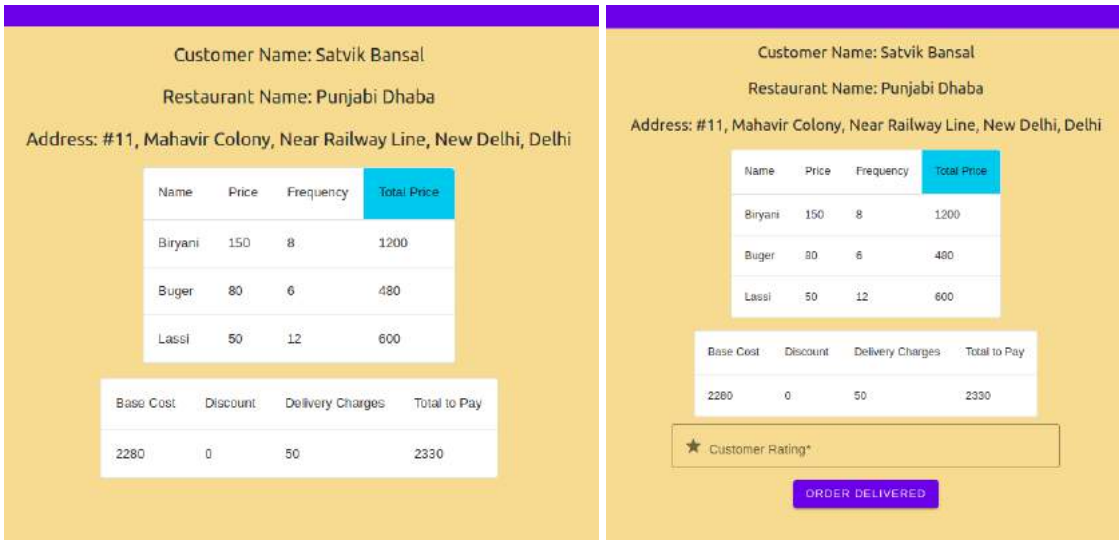 Customer Name: Satvik Bansal
Restaurant Name: Punjabi Dhaba
Address: #11, Mahavir Colony, Near Railway Line, New Delhi, Delhi
Name Price Frequency Total Price
Biryani 150 8 1200
Buger 80 6 480
Lassi 50 12 600
Base Cost Discount Delivery Charges Total to Pay
2280 0 50 2330
Customer Name: Satvik Bansal
Restaurant Name: Punjabi Dhaba
Address: #11, Mahavir Colony, Near Railway Line, New Delhi, Delhi
Name Price Frequency Total Price
Biryani 150 8 1200
Buger 80 6 480
Lassi 50 12 600
Base Cost Discount Delivery Charges Total to Pay
2280 0 50 2330
Customer Rating*
ORDER DELIVERED